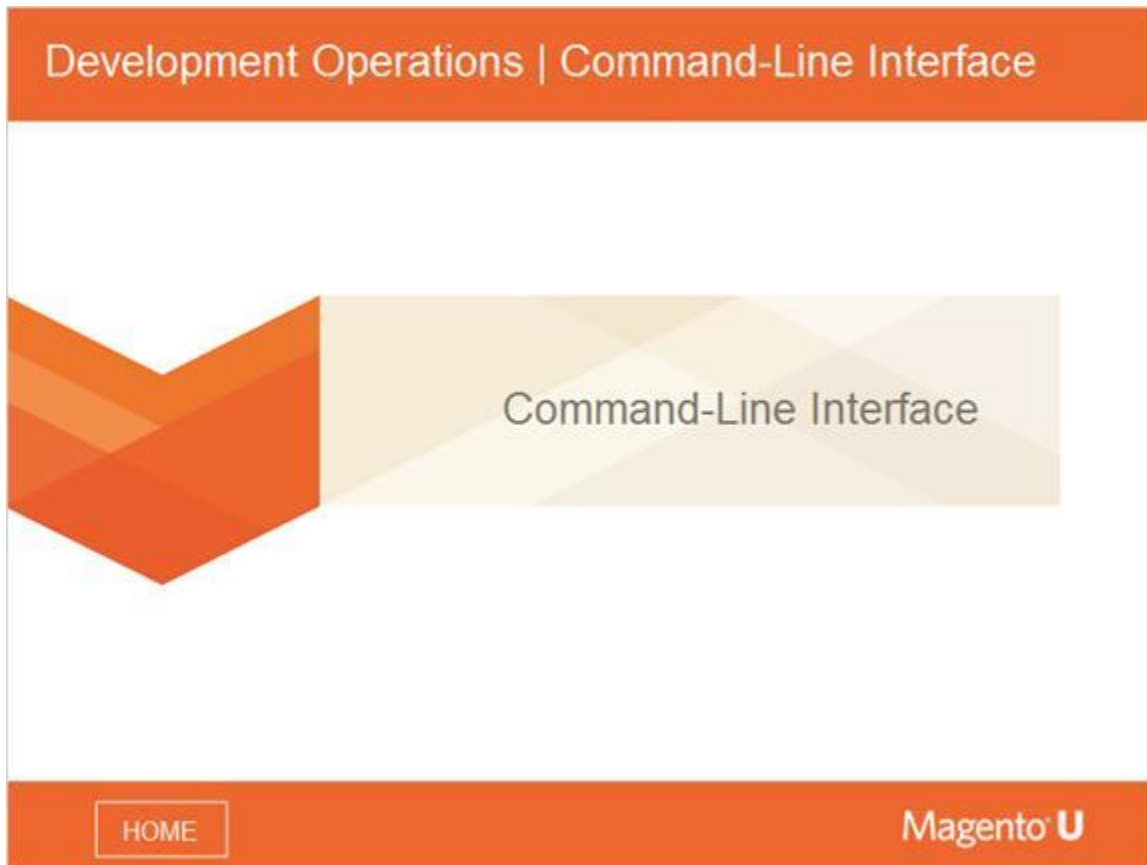 Development Operations | Command-Line Interface
Command-Line Interface
HOME
Magento U